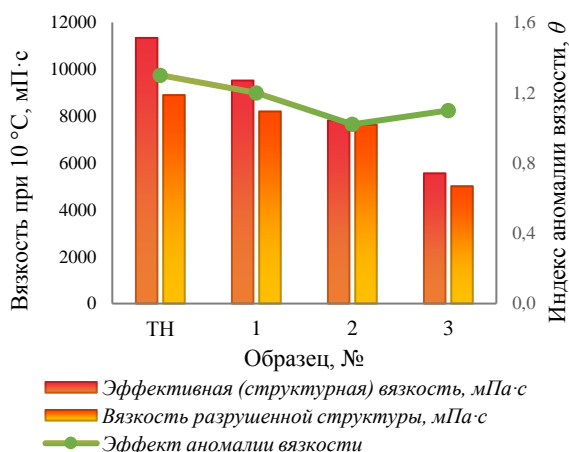 Вязкость при 10 °C, мП·с
12000
10000
8000
6000
4000
2000
0
1,6
1,2
0,8
0,4
0,0
Индекс аномалии вязкости, θ
ТН 1 2 3
Образец, №
Эффективная (структурная) вязкость, мПа·с
Вязкость разрушенной структуры, мПа·с
Эффект аномалии вязкости